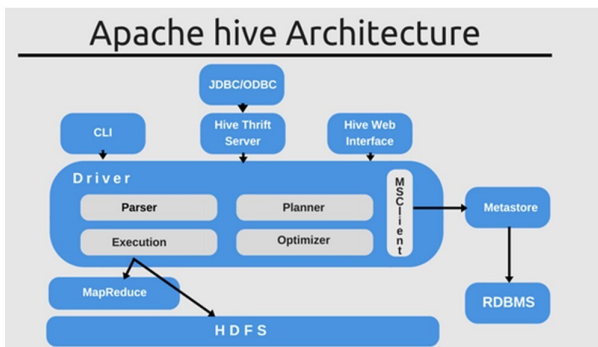 Apache hive Architecture
JDBC/ODBC
CLI
Hive Thrift
Server
Hive Web
Interface
Driver
Parser
Planner
Execution
Optimizer
MSClient
Metastore
MapReduce
RDBMS
HDFS